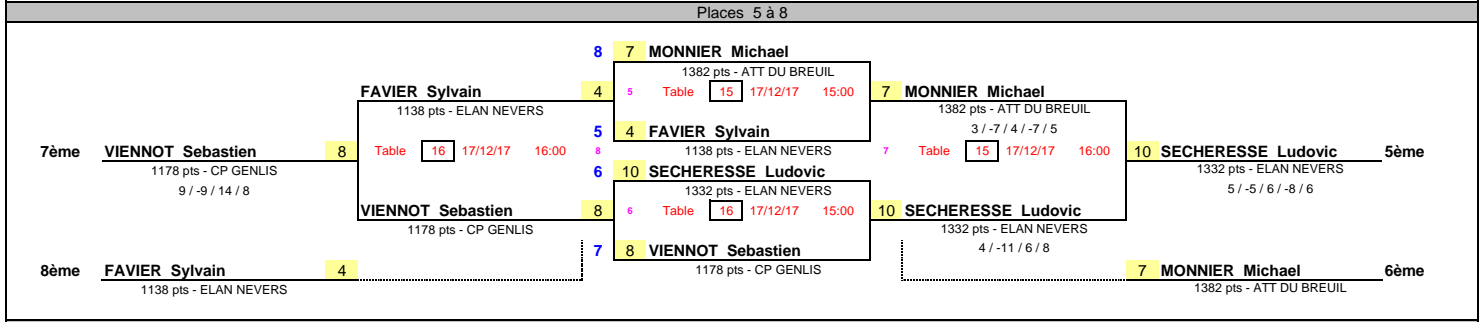 Places 5 à 8
8 7 MONNIER Michael
1382 pts - ATT DU BREUIL
FAVIER Sylvain 4 5 Table 15 17/12/17 15:00 7 MONNIER Michael
1138 pts - ELAN NEVERS 1382 pts - ATT DU BREUIL
5 4 FAVIER Sylvain 3 / -7 / 4 / -7 / 5
7ème VIENNOT Sebastien 8 Table 16 17/12/17 16:00 8 1138 pts - ELAN NEVERS 7 Table 15 17/12/17 16:00 10 SECHERESSE Ludovic 5ème
1178 pts - CP GENLIS 6 10 SECHERESSE Ludovic 1332 pts - ELAN NEVERS
9 / -9 / 14 / 8 1332 pts - ELAN NEVERS 5 / -5 / 6 / -8 / 6
VIENNOT Sebastien 8 6 Table 16 17/12/17 15:00 10 SECHERESSE Ludovic
1178 pts - CP GENLIS 1332 pts - ELAN NEVERS
7 8 VIENNOT Sebastien 4 / -11 / 6 / 8
8ème FAVIER Sylvain 4 1178 pts - CP GENLIS 7 MONNIER Michael 6ème
1138 pts - ELAN NEVERS 1382 pts - ATT DU BREUIL